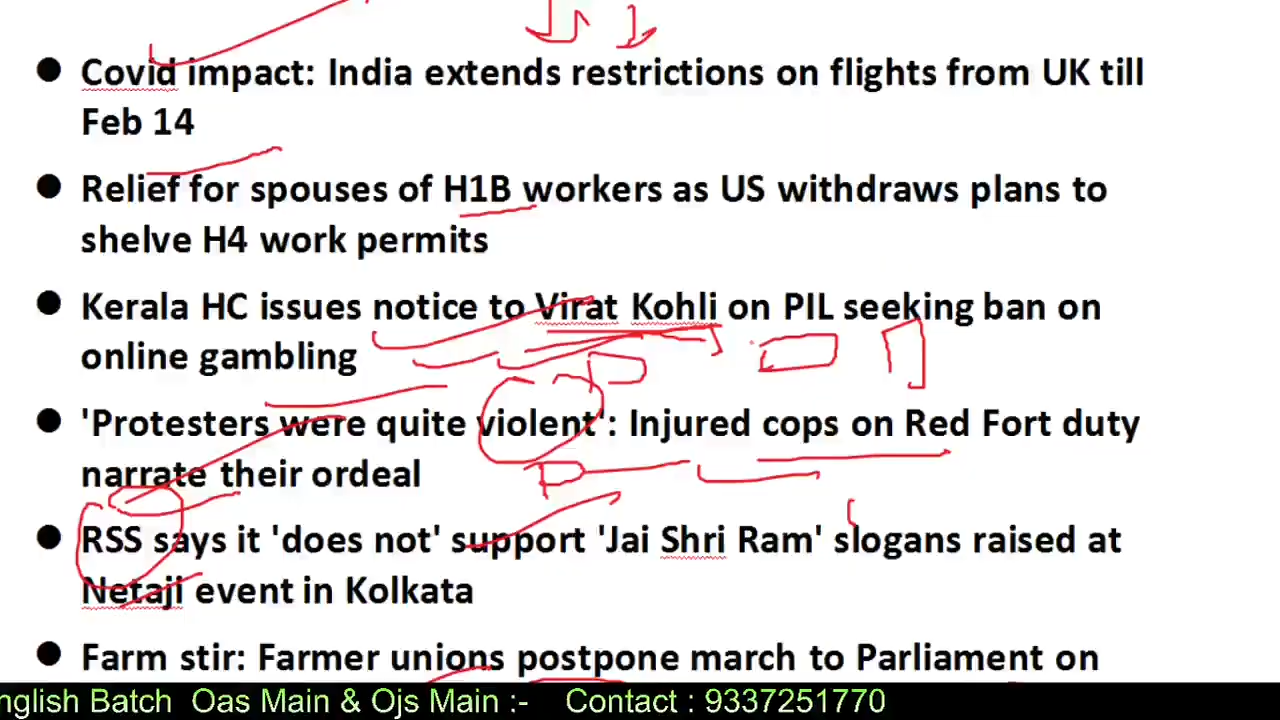 Covid impact: India extends restrictions on flights from UK till
Feb 14
Relief for spouses of H1B workers as US withdraws plans to
shelve H4 work permits
Kerala HC issues notice to Virat Kohli on PIL seeking ban on
online gambling
'Protesters were quite violent': Injured cops on Red Fort duty
narrate their ordeal
RSS says it 'does not' support 'Jai Shri Ram' slogans raised at
Netaji event in Kolkata
Farm stir: Farmer unions postpone march to Parliament on
nglish Batch Oas Main & Ojs Main :- Contact : 9337251770